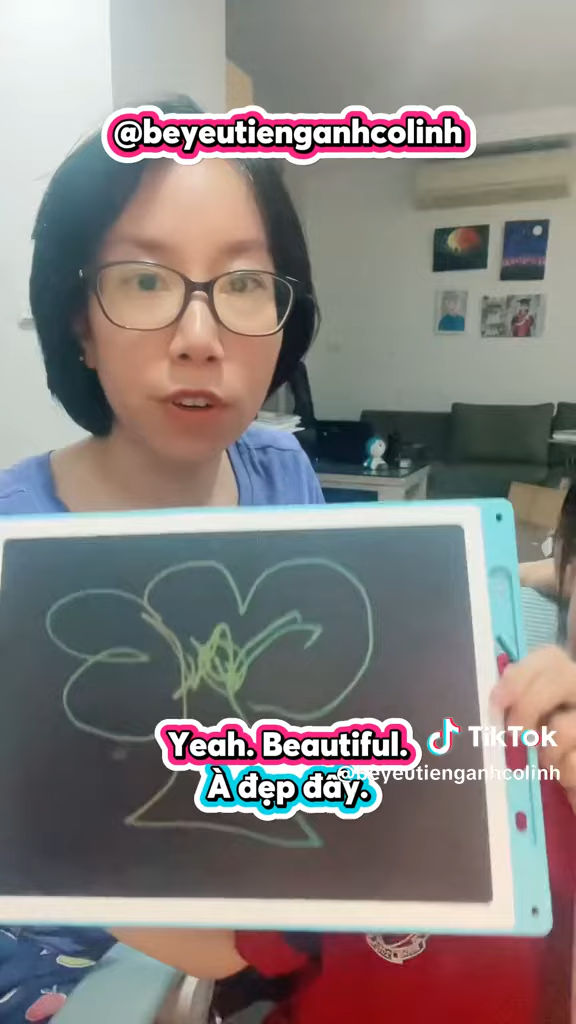 @beyeutienganhcolinh
Yeah. Beautiful.
À đẹp đấy.
TikTok
@beyeutienganhcolinh